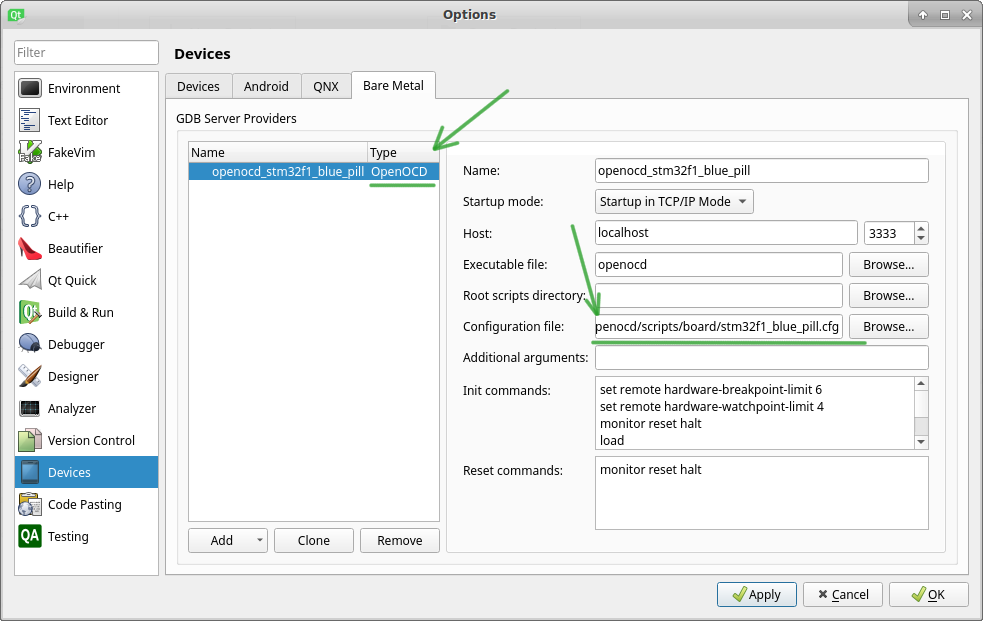 Qt
Options
Filter
Devices
Environment
Text Editor
FakeVim
Help
C++
Beautifier
Qt Quick
Build & Run
Debugger
Designer
Analyzer
Version Control
Devices
Code Pasting
QA Testing
Devices Android QNX Bare Metal
GDB Server Providers
Name Type
openocd_stm32f1_blue_pill OpenOCD
Add Clone Remove
Name: openocd_stm32f1_blue_pill
Startup mode: Startup in TCP/IP Mode
Host: localhost 3333
Executable file: openocd Browse...
Root scripts directory: Browse...
Configuration file: penocd/scripts/board/stm32f1_blue_pill.cfg Browse...
Additional arguments:
Init commands: set remote hardware-breakpoint-limit 6
set remote hardware-watchpoint-limit 4
monitor reset halt
load
Reset commands: monitor reset halt
Apply Cancel OK